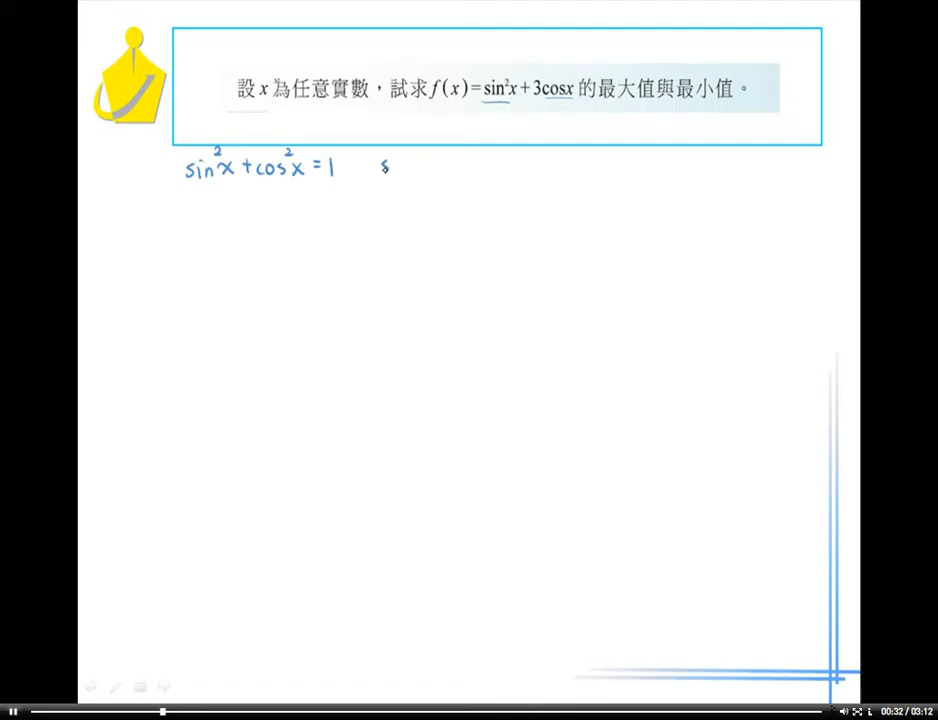 設 x 為任意實數，試求 f(x)=sin²x+3cosx 的最大值與最小值。
sin²x +cos²x =1 s
00:32 / 03:12